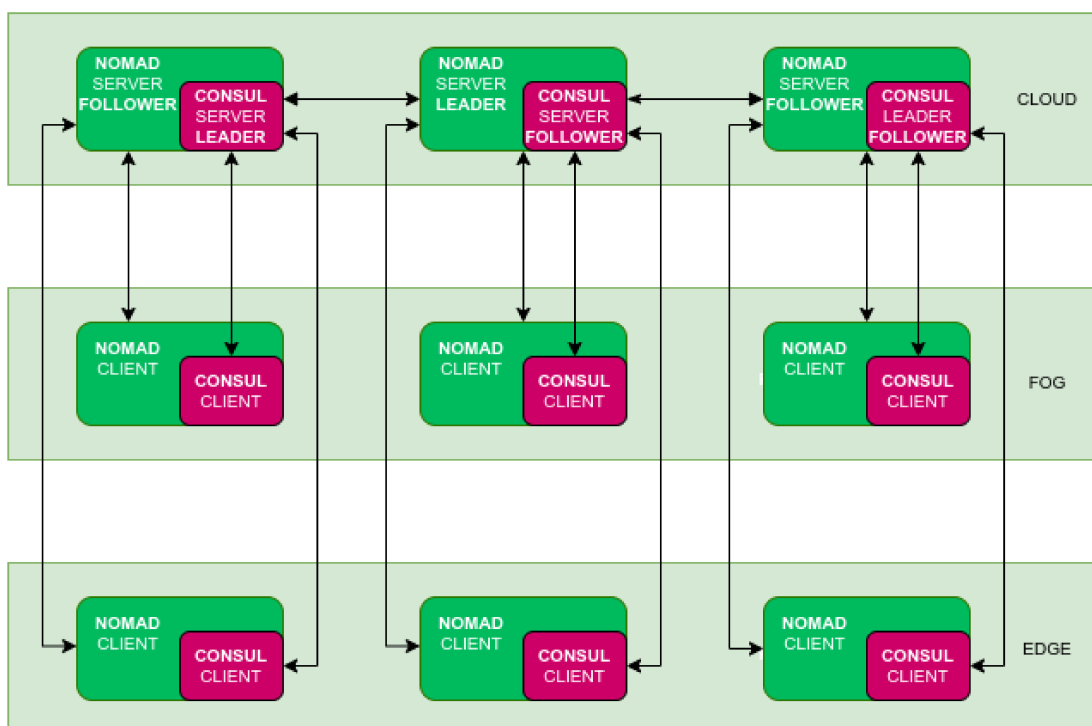 NOMAD
SERVER
FOLLOWER
CONSUL
SERVER
LEADER
NOMAD
SERVER
LEADER
CONSUL
SERVER
FOLLOWER
NOMAD
SERVER
FOLLOWER
CONSUL
LEADER
FOLLOWER
CLOUD
NOMAD
CLIENT
CONSUL
CLIENT
NOMAD
CLIENT
CONSUL
CLIENT
NOMAD
CLIENT
CONSUL
CLIENT
FOG
NOMAD
CLIENT
CONSUL
CLIENT
NOMAD
CLIENT
CONSUL
CLIENT
NOMAD
CLIENT
CONSUL
CLIENT
EDGE